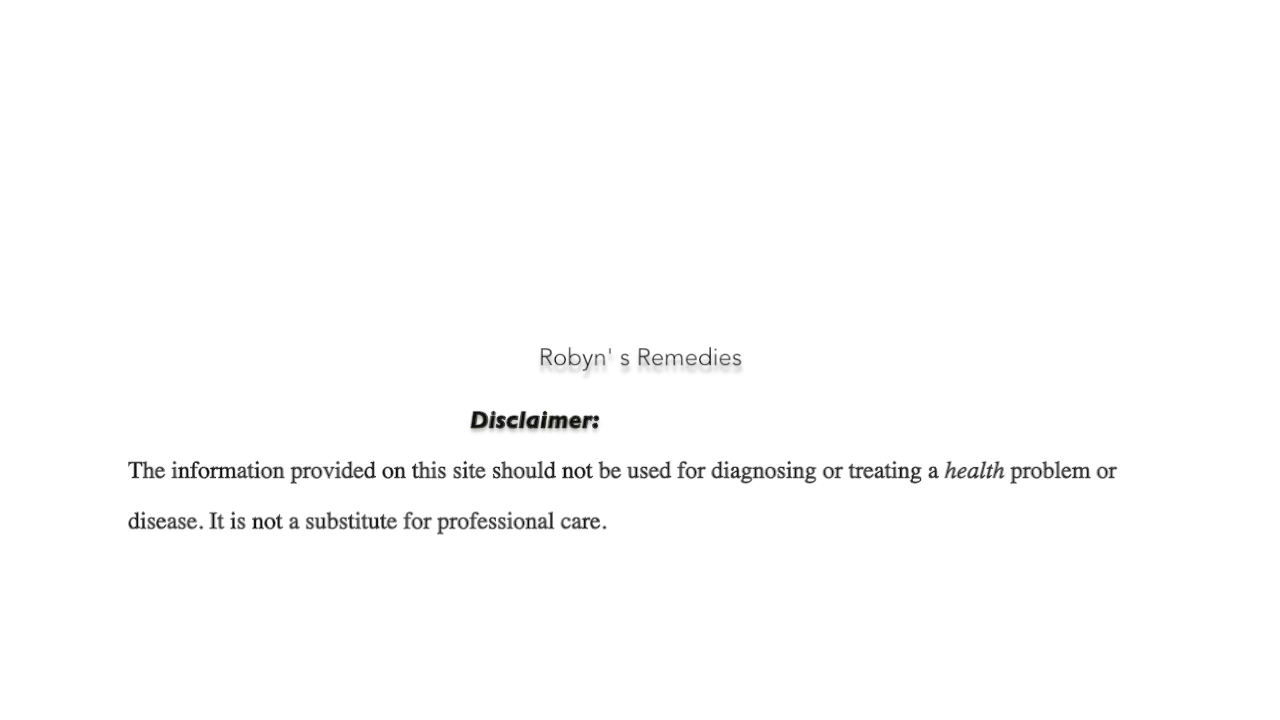 Robyn' s Remedies
Disclaimer:
The information provided on this site should not be used for diagnosing or treating a health problem or
disease. It is not a substitute for professional care.